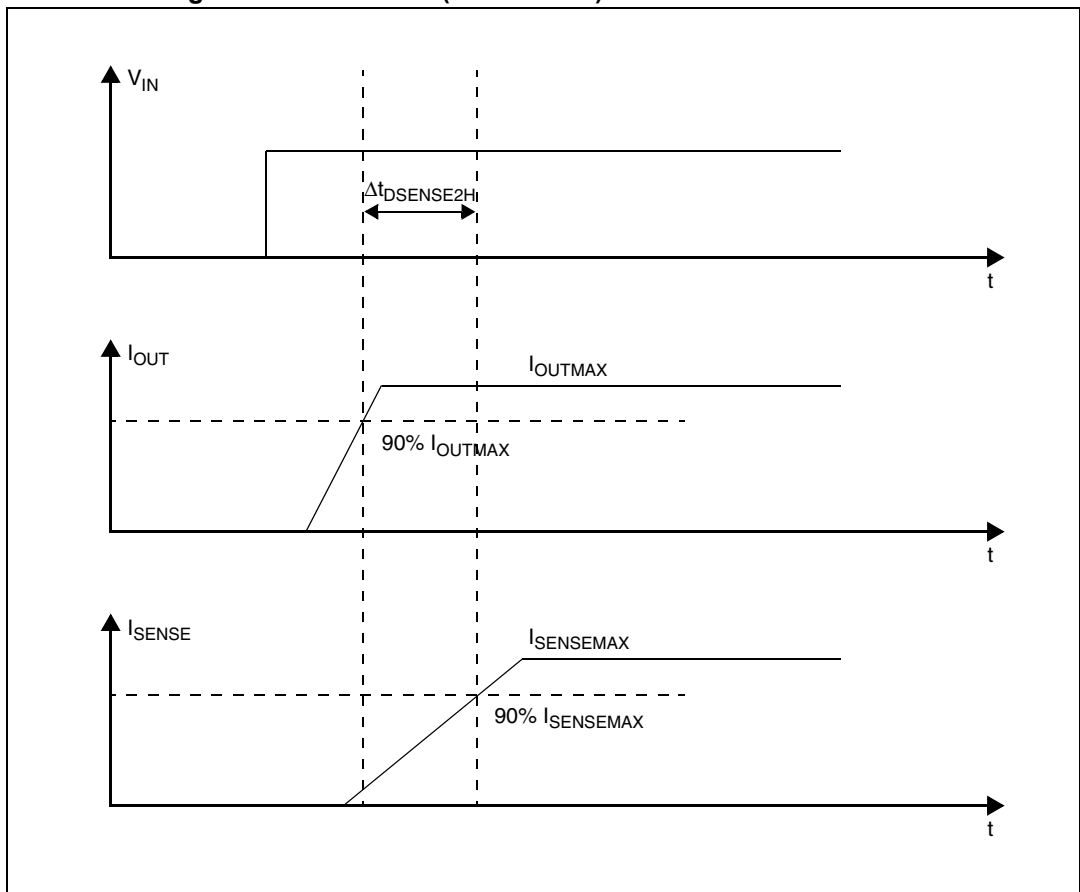 V_IN
Δt_DSENSE2H
t
I_OUT
I_OUTMAX
90% I_OUTMAX
t
I_SENSE
I_SENSEMAX
90% I_SENSEMAX
t